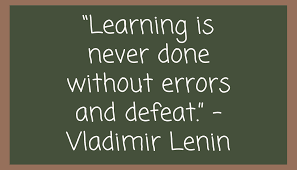 "Learning is
never done
without errors
and defeat." -
Vladimir Lenin